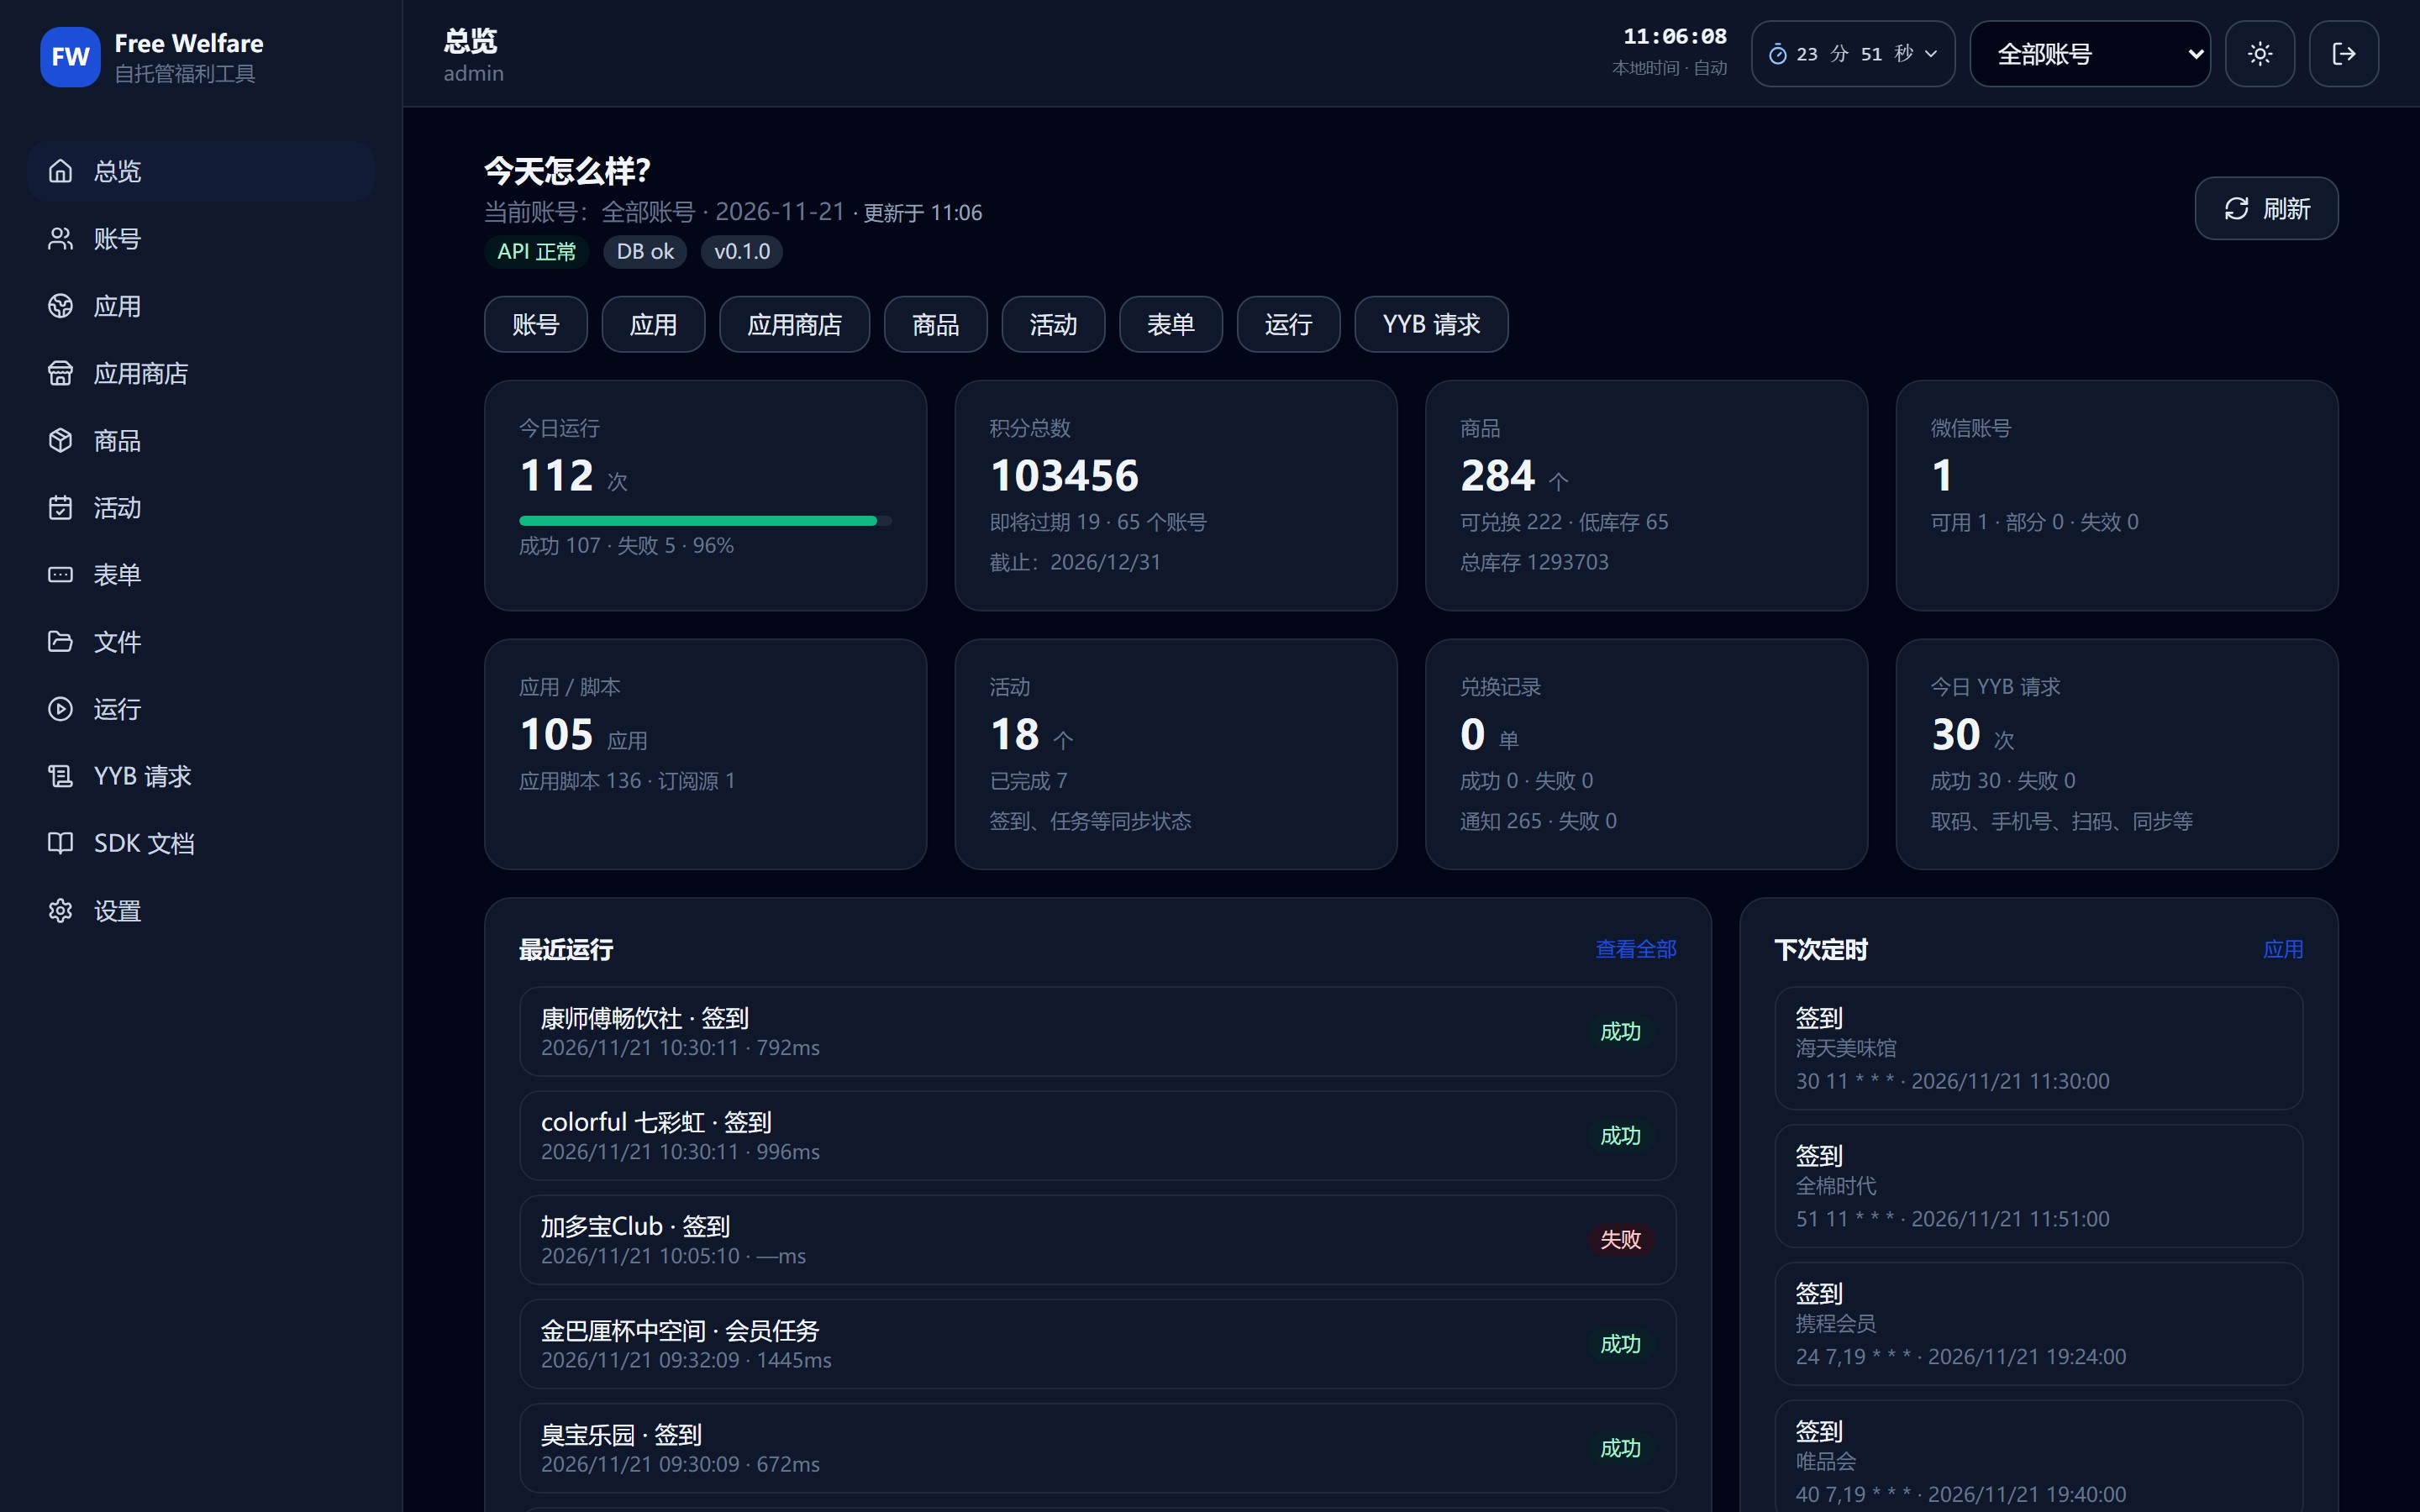 FW
Free Welfare
自托管福利工具
总览
账号
应用
应用商店
商品
活动
表单
文件
运行
YYB 请求
SDK 文档
设置
总览
admin
11:06:08
本地时间 · 自动
23 分 51 秒
全部账号
今天怎么样?
当前账号：全部账号 · 2026-11-21 · 更新于 11:06
API 正常 DB ok v0.1.0
刷新
账号 应用 应用商店 商品 活动 表单 运行 YYB 请求
今日运行
112 次
成功 107 · 失败 5 · 96%
积分总数
103456
即将过期 19 · 65 个账号
截止：2026/12/31
商品
284 个
可兑换 222 · 低库存 65
总库存 1293703
微信账号
1
可用 1 · 部分 0 · 失效 0
应用 / 脚本
105 应用
应用脚本 136 · 订阅源 1
活动
18 个
已完成 7
签到、任务等同步状态
兑换记录
0 单
成功 0 · 失败 0
通知 265 · 失败 0
今日 YYB 请求
30 次
成功 30 · 失败 0
取码、手机号、扫码、同步等
最近运行
查看全部
康师傅畅饮社 · 签到
2026/11/21 10:30:11 · 792ms
成功
colorful 七彩虹 · 签到
2026/11/21 10:30:11 · 996ms
成功
加多宝Club · 签到
2026/11/21 10:05:10 · —ms
失败
金巴厘杯中空间 · 会员任务
2026/11/21 09:32:09 · 1445ms
成功
臭宝乐园 · 签到
2026/11/21 09:30:09 · 672ms
成功
下次定时
应用
签到
海天美味馆
30 11 * * * · 2026/11/21 11:30:00
签到
全棉时代
51 11 * * * · 2026/11/21 11:51:00
签到
携程会员
24 7,19 * * * · 2026/11/21 19:24:00
签到
唯品会
40 7,19 * * * · 2026/11/21 19:40:00